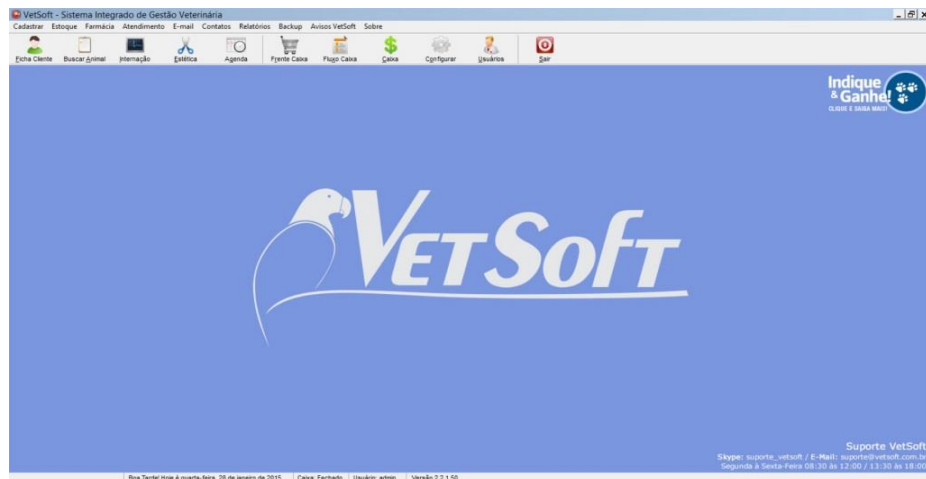 VetSoft - Sistema Integrado de Gestão Veterinária
Cadastrar Estoque Farmácia Atendimento E-mail Contatos Relatórios Backup Avisos VetSoft Sobre
Ficha Cliente Buscar Animal Internação Estética Agenda Frente Caixa Fluxo Caixa Caixa Configurar Usuários Sair
Indique
& Ganhe!
CLIQUE E SAIBA MAIS!
VETSOFT
Suporte VetSoft
Skype: suporte_vetsoft / E-Mail: suporte@vetsoft.com.br
Segunda à Sexta-Feira 08:30 às 12:00 / 13:30 às 18:00
Boa Tarde! Hoje é quarta-feira, 28 de janeiro de 2015 Caixa: Fechado Usuário: admin Versão 2.2.1.50